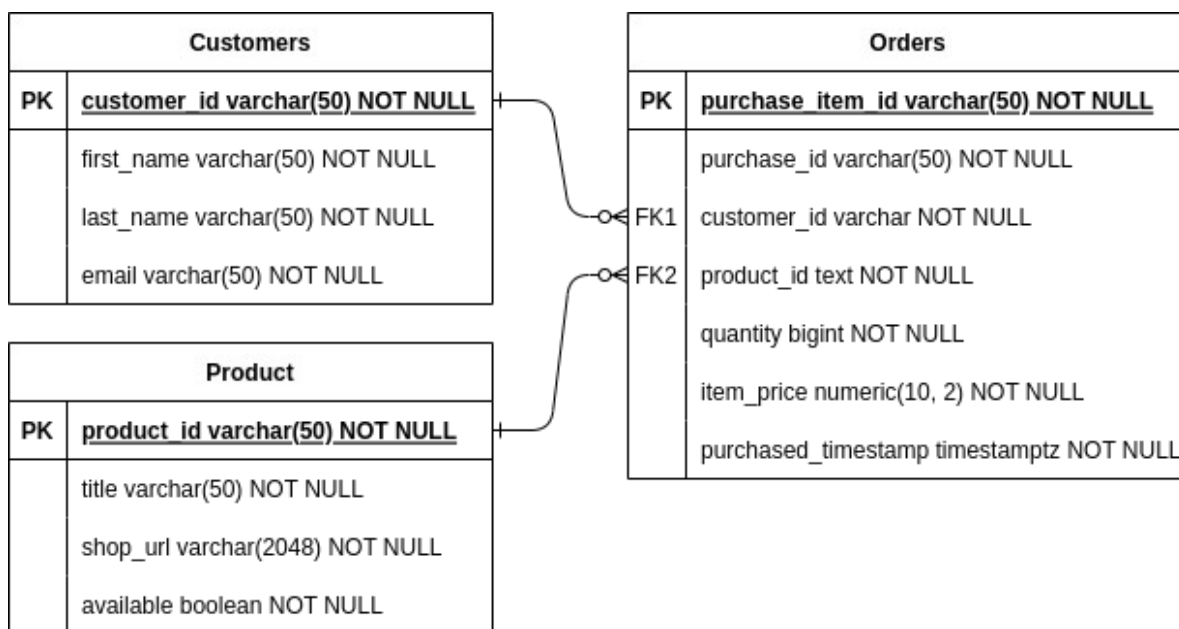 Customers
PK customer_id varchar(50) NOT NULL
first_name varchar(50) NOT NULL
last_name varchar(50) NOT NULL
email varchar(50) NOT NULL
Product
PK product_id varchar(50) NOT NULL
title varchar(50) NOT NULL
shop_url varchar(2048) NOT NULL
available boolean NOT NULL
Orders
PK purchase_item_id varchar(50) NOT NULL
purchase_id varchar(50) NOT NULL
FK1 customer_id varchar NOT NULL
FK2 product_id text NOT NULL
quantity bigint NOT NULL
item_price numeric(10, 2) NOT NULL
purchased_timestamp timestamptz NOT NULL